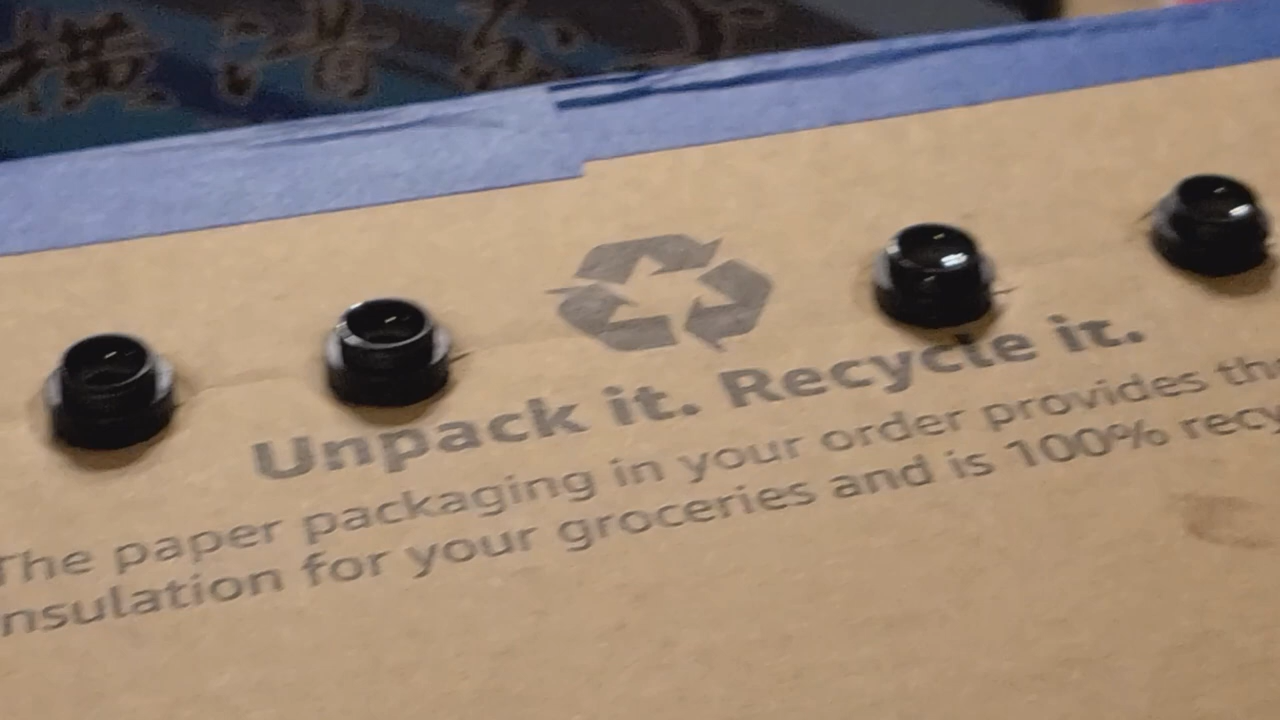 Unpack it. Recycle it.
The paper packaging in your order provides the
nsulation for your groceries and is 100% recy